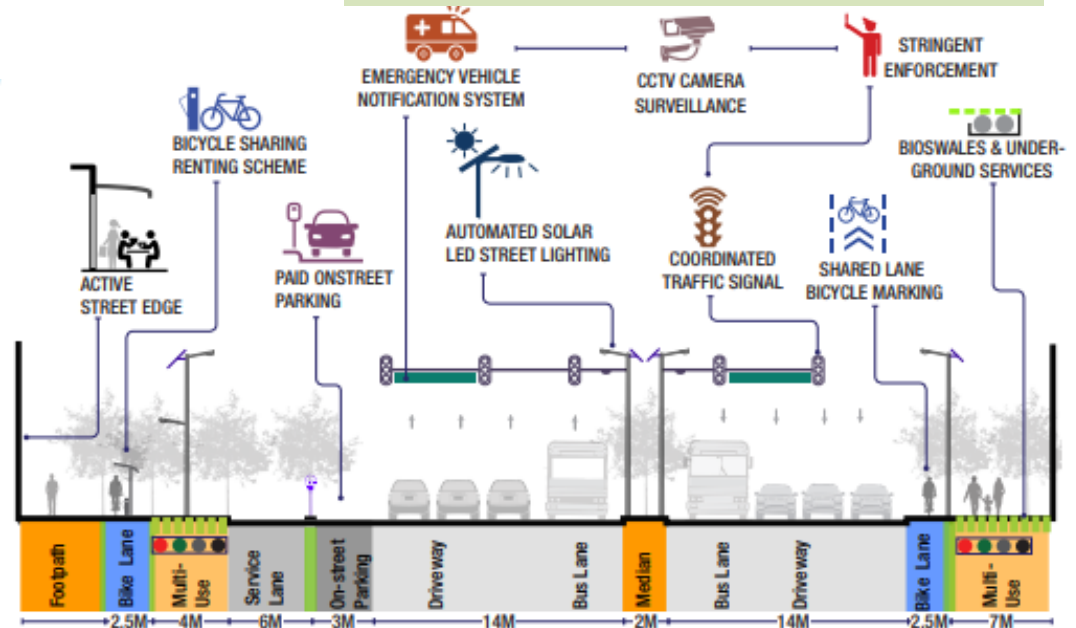 EMERGENCY VEHICLE
NOTIFICATION SYSTEM
CCTV CAMERA
SURVEILLANCE
STRINGENT
ENFORCEMENT
BICYCLE SHARING
RENTING SCHEME
BIOSWALES & UNDER-
GROUND SERVICES
ACTIVE
STREET EDGE
PAID ONSTREET
PARKING
AUTOMATED SOLAR
LED STREET LIGHTING
COORDINATED
TRAFFIC SIGNAL
SHARED LANE
BICYCLE MARKING
Footpath
Bike Lane
Multi-
Use
Service
Lane
On-street
Parking
Driveway
Bus Lane
Median
Bus Lane
Driveway
Bike Lane
Multi-
Use
2.5M
4M
6M
3M
14M
2M
14M
2.5M
7M